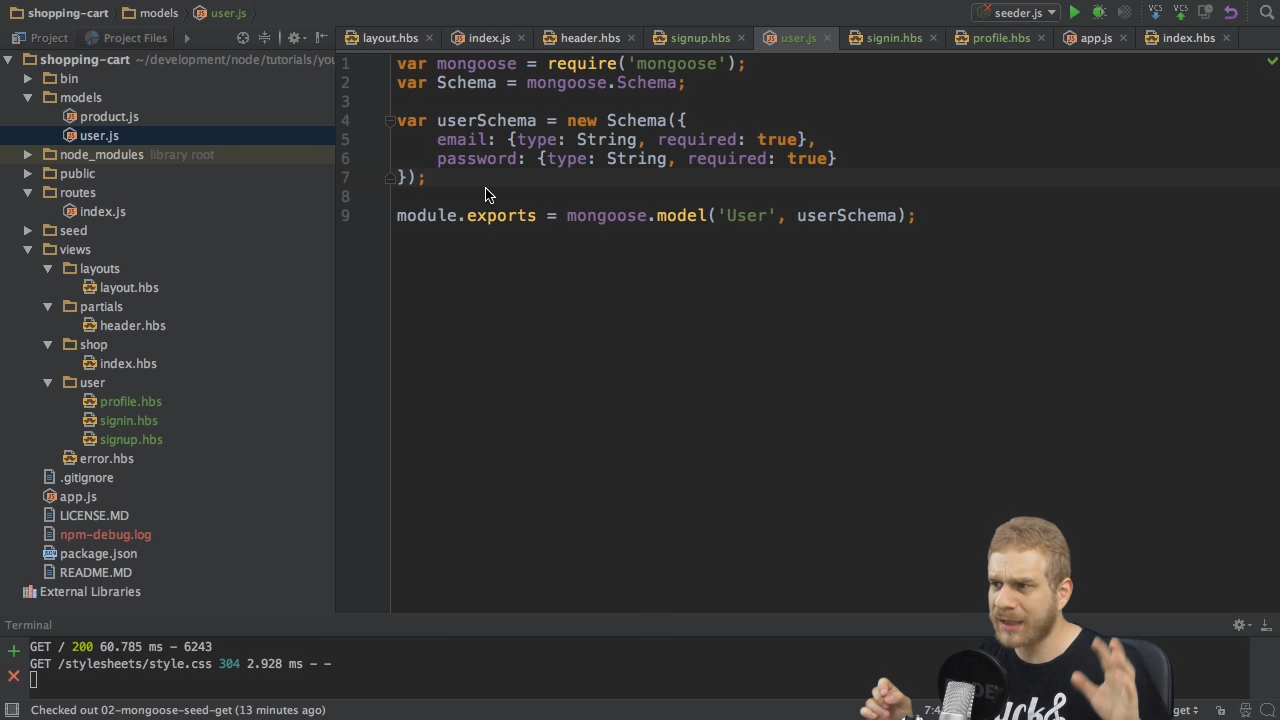 shopping-cart models user.js seeder.js VCS VCS
Project Project Files
layout.hbs index.js header.hbs signup.hbs user.js signin.hbs profile.hbs app.js index.hbs
shopping-cart ~/development/node/tutorials/you
bin
models
product.js
user.js
node_modules library root
public
routes
index.js
seed
views
layouts
layout.hbs
partials
header.hbs
shop
index.hbs
user
profile.hbs
signin.hbs
signup.hbs
error.hbs
.gitignore
app.js
LICENSE.MD
npm-debug.log
package.json
README.MD
External Libraries
1 var mongoose = require('mongoose');
2 var Schema = mongoose.Schema;
3
4 var userSchema = new Schema({
5 email: {type: String, required: true},
6 password: {type: String, required: true}
7 });
8
9 module.exports = mongoose.model('User', userSchema);
Terminal
GET / 200 60.785 ms - 6243
GET /stylesheets/style.css 304 2.928 ms - -
Checked out 02-mongoose-seed-get (13 minutes ago) get